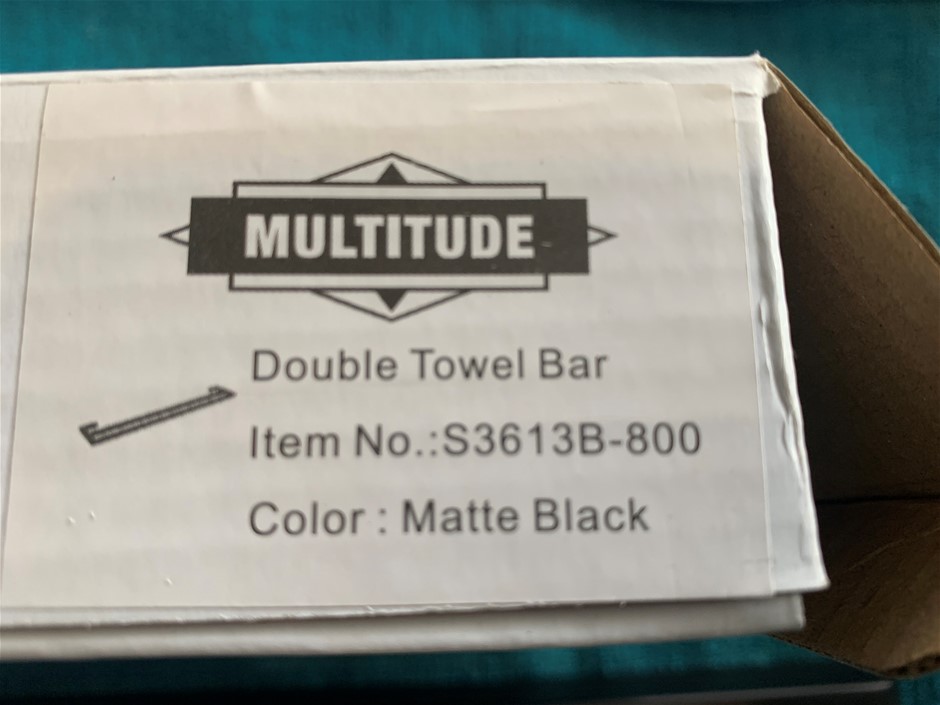 MULTITUDE
Double Towel Bar
Item No.:S3613B-800
Color : Matte Black